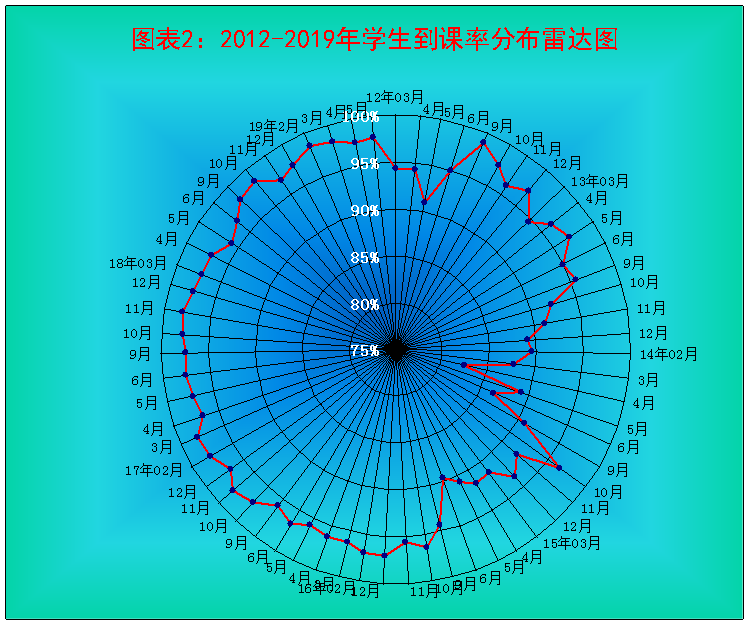 图表2：2012-2019年学生到课率分布雷达图
12年03月
4月
5月
6月
9月
10月
11月
12月
13年03月
4月
5月
6月
9月
10月
11月
12月
14年02月
3月
4月
5月
6月
9月
10月
11月
12月
15年03月
4月
5月
6月
9月
10月
11月
12月
16年02月
3月
4月
5月
6月
9月
10月
11月
12月
17年02月
3月
4月
5月
6月
9月
10月
11月
12月
18年03月
4月
5月
6月
9月
10月
11月
12月
19年2月
3月
4月
5月
100%
95%
90%
85%
80%
75%